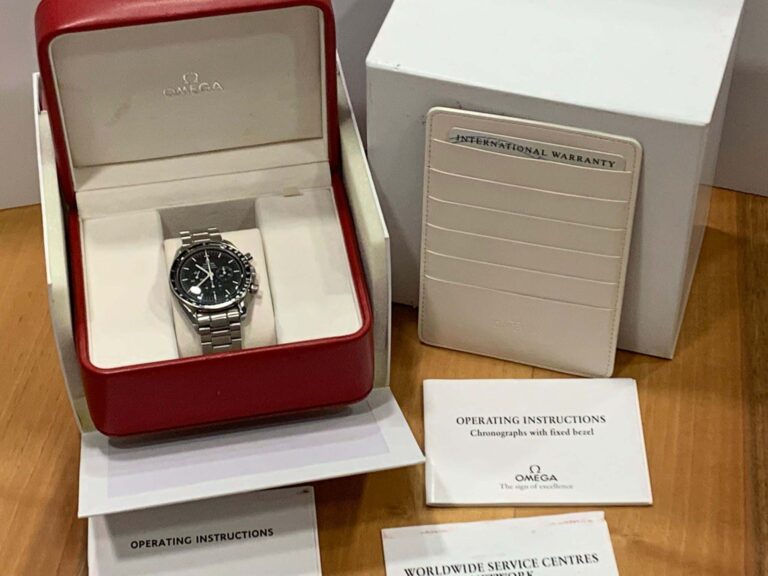 Ω
OMEGA
INTERNATIONAL WARRANTY
OPERATING INSTRUCTIONS
Chronographs with fixed bezel
Ω
OMEGA
The sign of excellence
OPERATING INSTRUCTIONS
WORLDWIDE SERVICE CENTRES
NETWORK